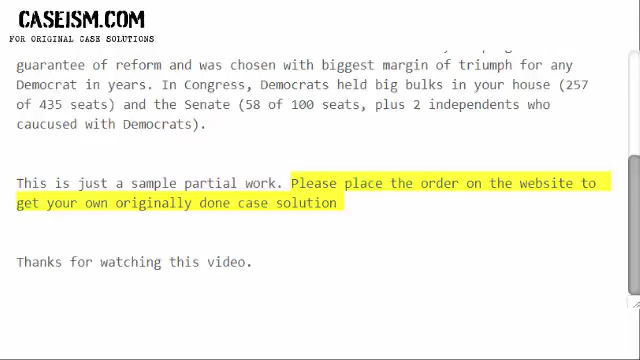 CASEISM.COM
FOR ORIGINAL CASE SOLUTIONS
guarantee of reform and was chosen with biggest margin of triumph for any
Democrat in years. In Congress, Democrats held big bulks in your house (257
of 435 seats) and the Senate (58 of 100 seats, plus 2 independents who
caucused with Democrats).
This is just a sample partial work. Please place the order on the website to
get your own originally done case solution
Thanks for watching this video.